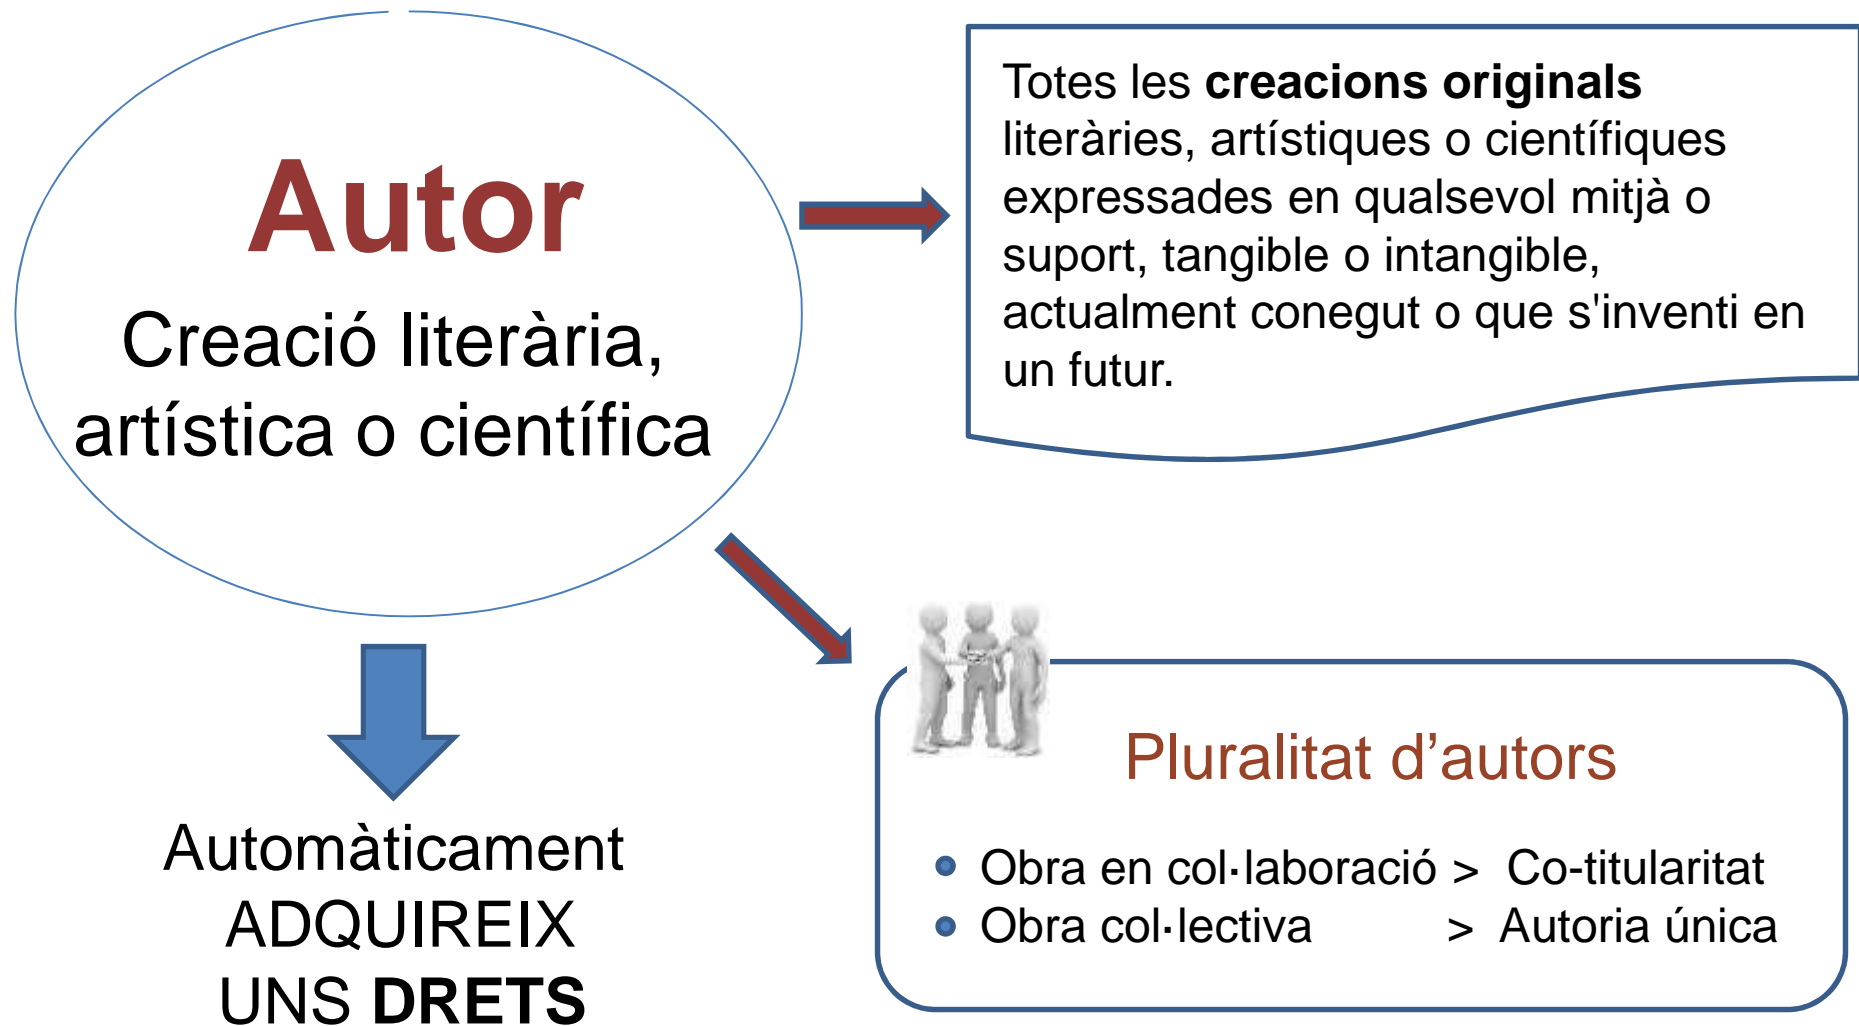 Autor
Creació literària,
artística o científica
Totes les creacions originals
literàries, artístiques o científiques
expressades en qualsevol mitjà o
suport, tangible o intangible,
actualment conegut o que s'inventi en
un futur.
Automàticament
ADQUIREIX
UNS DRETS
Pluralitat d’autors
• Obra en col·laboració > Co-titularitat
• Obra col·lectiva > Autoria única